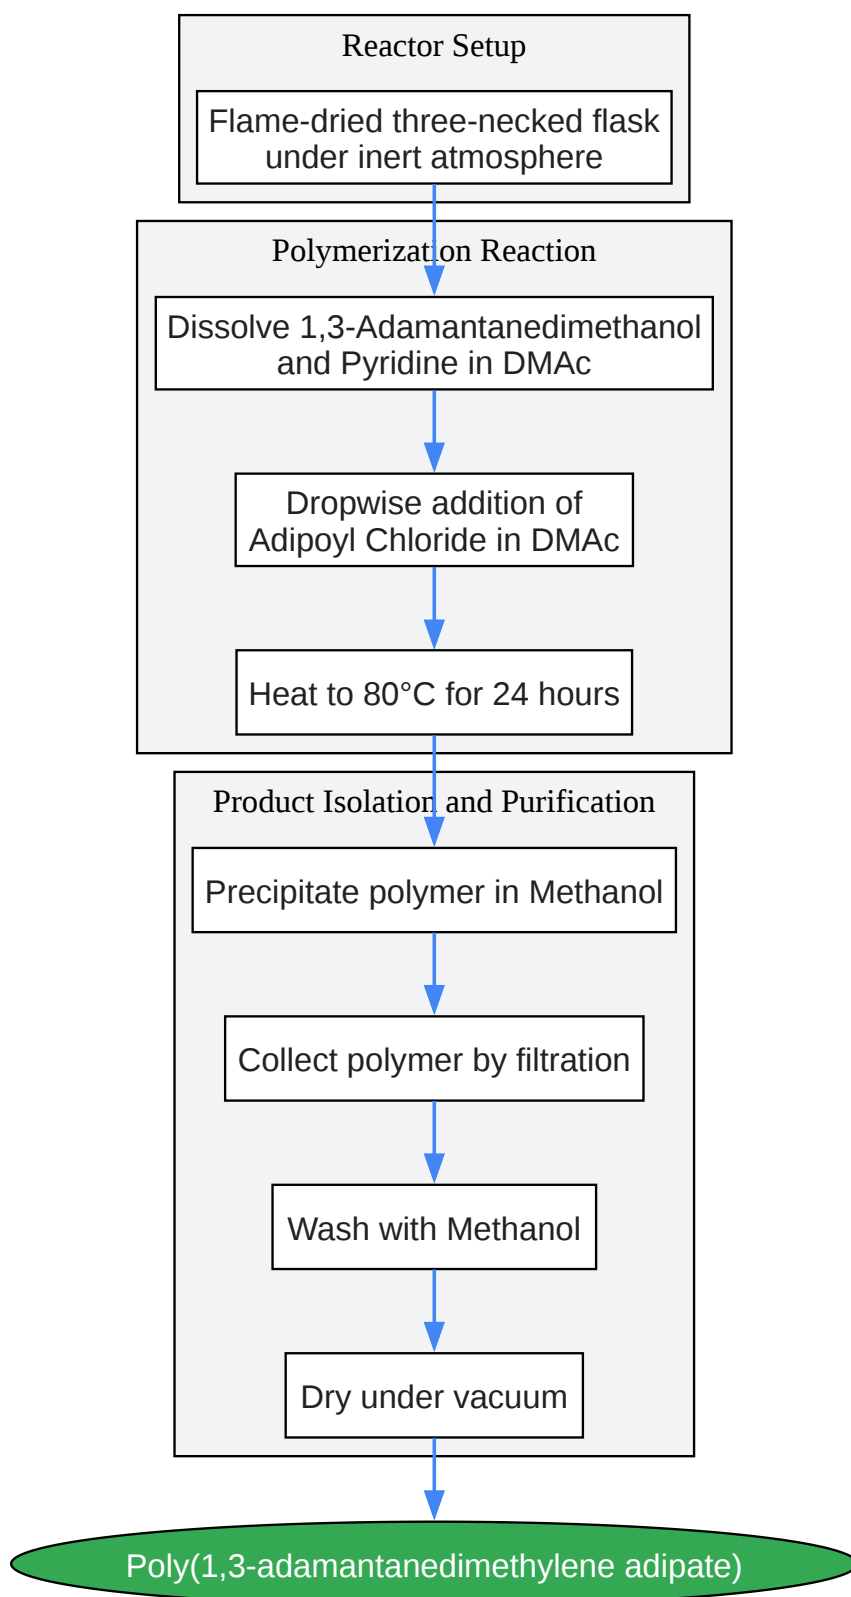 Reactor Setup
Flame-dried three-necked flask
under inert atmosphere
Polymerization Reaction
Dissolve 1,3-Adamantanedimethanol
and Pyridine in DMAc
Dropwise addition of
Adipoyl Chloride in DMAc
Heat to 80°C for 24 hours
Product Isolation and Purification
Precipitate polymer in Methanol
Collect polymer by filtration
Wash with Methanol
Dry under vacuum
Poly(1,3-adamantanedimethylene adipate)